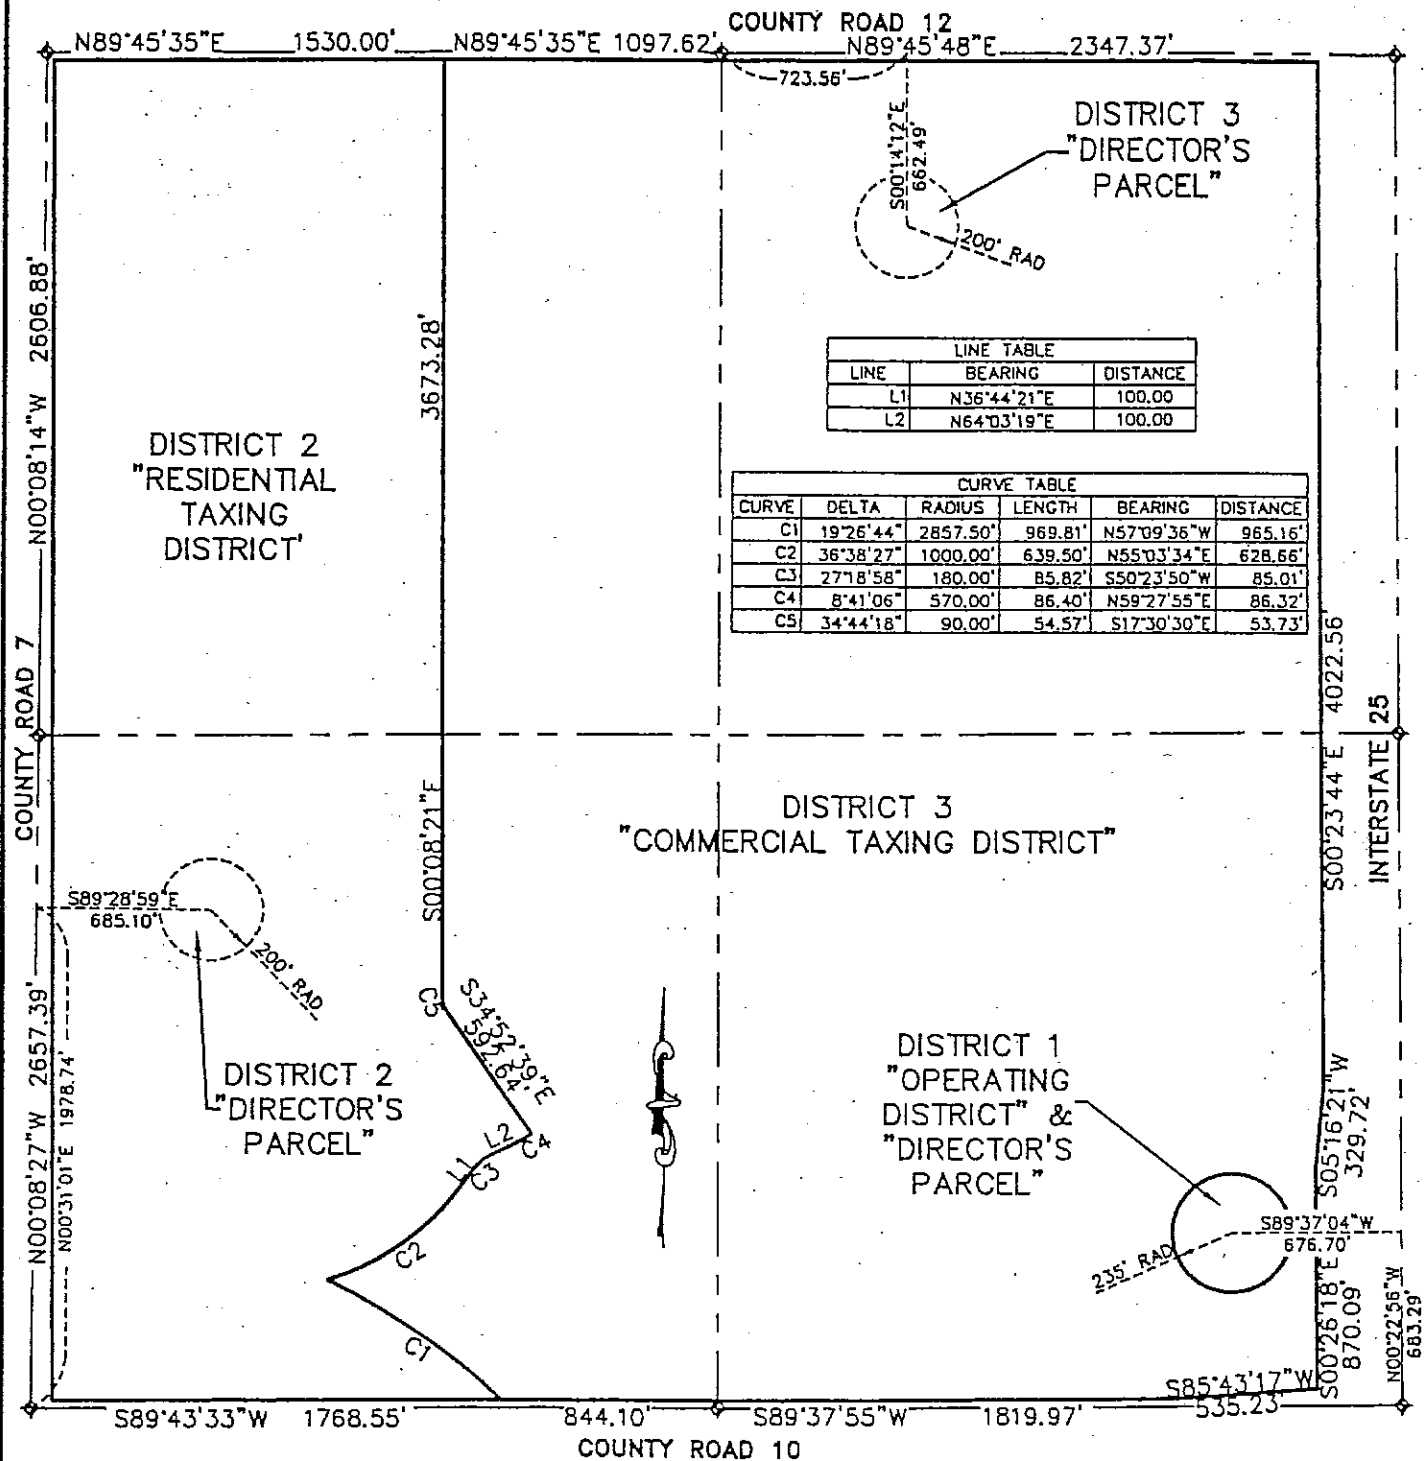 COUNTY ROAD 12
N89°45'35"E 1530.00'
N89°45'35"E 1097.62'
N89°45'48"E 2347.37'
723.56'
S00°14'12"E
662.49'
200' RAD
DISTRICT 3
"DIRECTOR'S
PARCEL"
N00°08'14"W 2606.88'
3673.28'
LINE TABLE
LINE BEARING DISTANCE
L1 N36°44'21"E 100.00
L2 N64°03'19"E 100.00
DISTRICT 2
"RESIDENTIAL
TAXING
DISTRICT'
CURVE TABLE
CURVE DELTA RADIUS LENGTH BEARING DISTANCE
C1 19°26'44" 2857.50' 969.81' N57°09'36"W 965.16'
C2 36°38'27" 1000.00' 639.50' N55°03'34"E 628.66'
C3 27°18'58" 180.00' 85.82' S50°23'50"W 85.01'
C4 8°41'06" 570.00' 86.40' N59°27'55"E 86.32'
C5 34°44'18" 90.00' 54.57' S17°30'30"E 53.73'
COUNTY ROAD 7
S00°23'44"E 4022.56'
INTERSTATE 25
DISTRICT 3
"COMMERCIAL TAXING DISTRICT"
S00°08'21"E
S89°28'59"E
685.10'
200' RAD
N00°08'27"W 2657.39'
N00°31'01"E 1978.74'
DISTRICT 2
"DIRECTOR'S
PARCEL"
C5
S34°52'39"E
592.64'
L2
C4
L1
C3
C2
C1
DISTRICT 1
"OPERATING
DISTRICT" &
"DIRECTOR'S
PARCEL"
S05°16'21"W
329.72'
S89°37'04"W
676.70'
235' RAD
S00°26'18"E
870.09'
N00°22'56"W
683.29'
S85°43'17"W
535.23'
S89°43'33"W 1768.55'
844.10'
S89°37'55"W 1819.97'
COUNTY ROAD 10